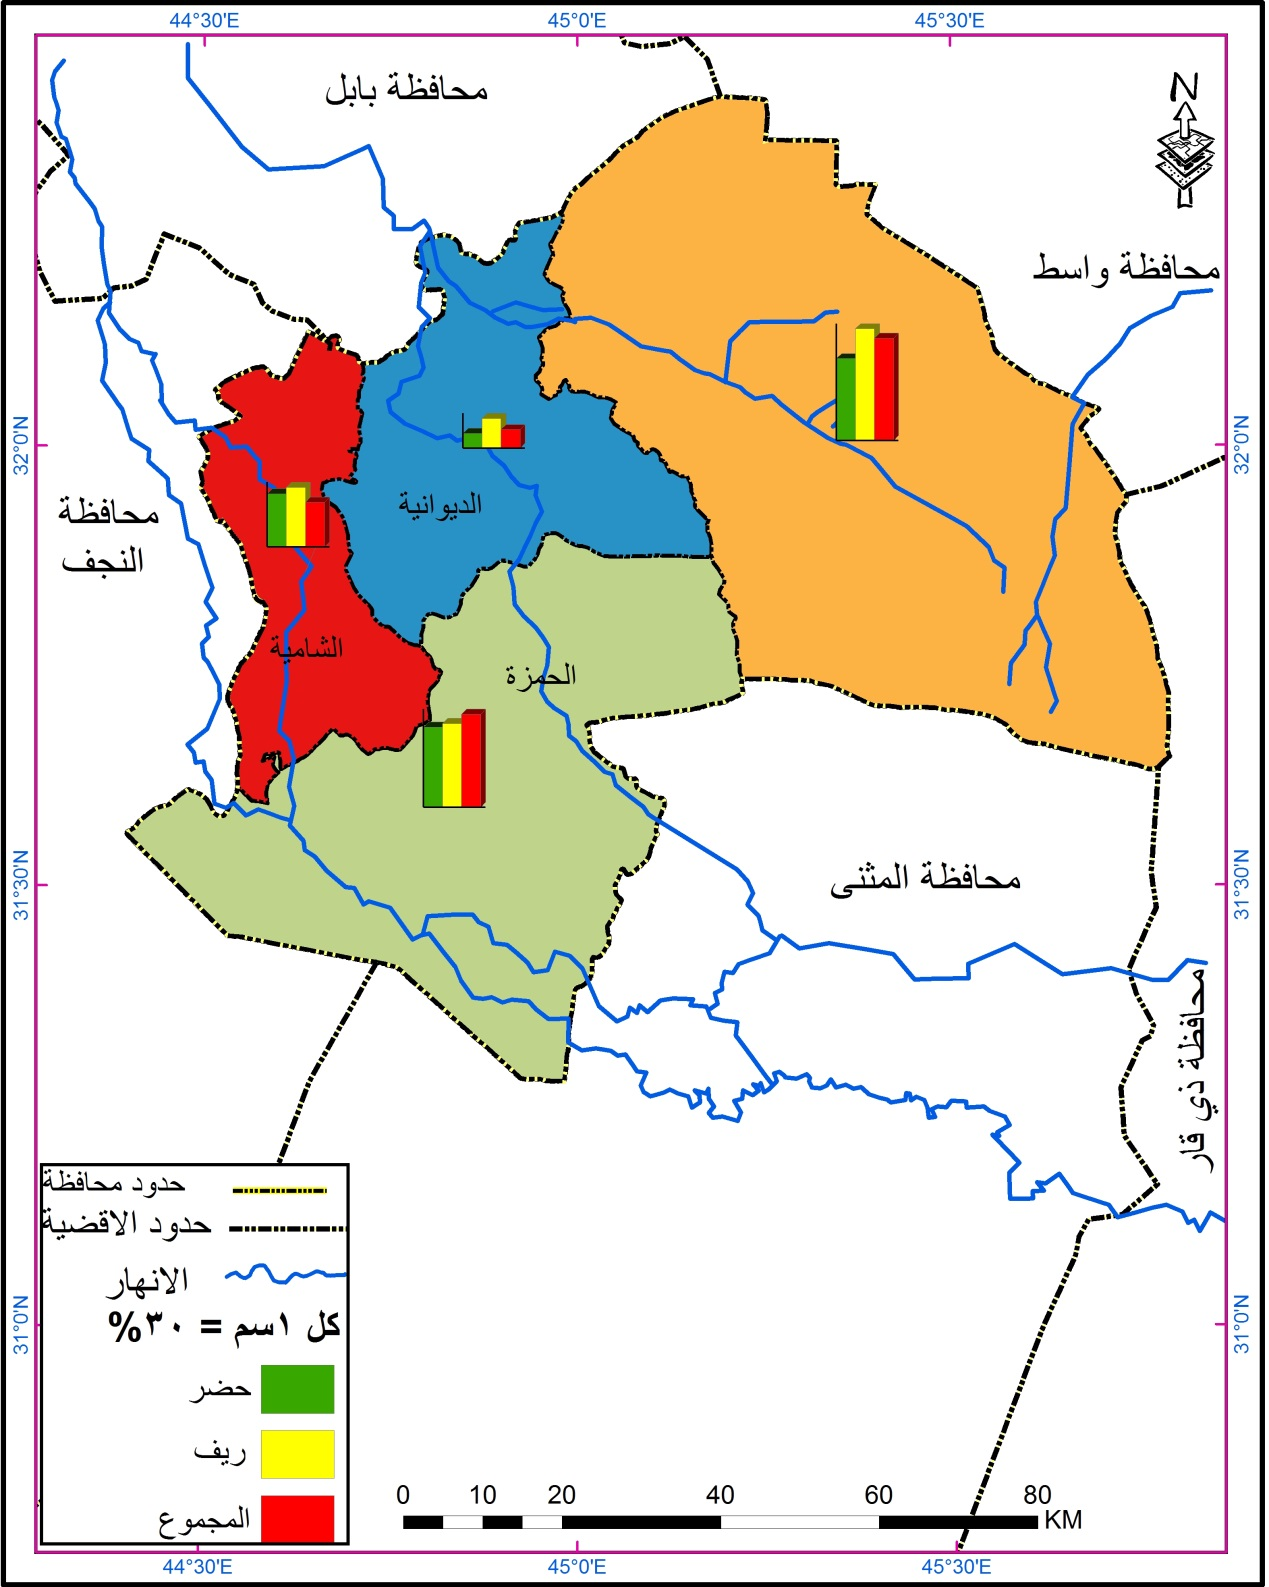 44°30'E
45°0'E
45°30'E
N
محافظة بابل
محافظة واسط
32°0'N
32°0'N
محافظة
النجف
الديوانية
الشامية
الحمزة
محافظة المثنى
31°30'N
31°30'N
محافظة ذي قار
حدود محافظة
حدود الاقضية
الانهار
كل ١سم = ٣٠%
حضر
ريف
المجموع
31°0'N
31°0'N
0 10 20 40 60 80
KM
44°30'E
45°0'E
45°30'E